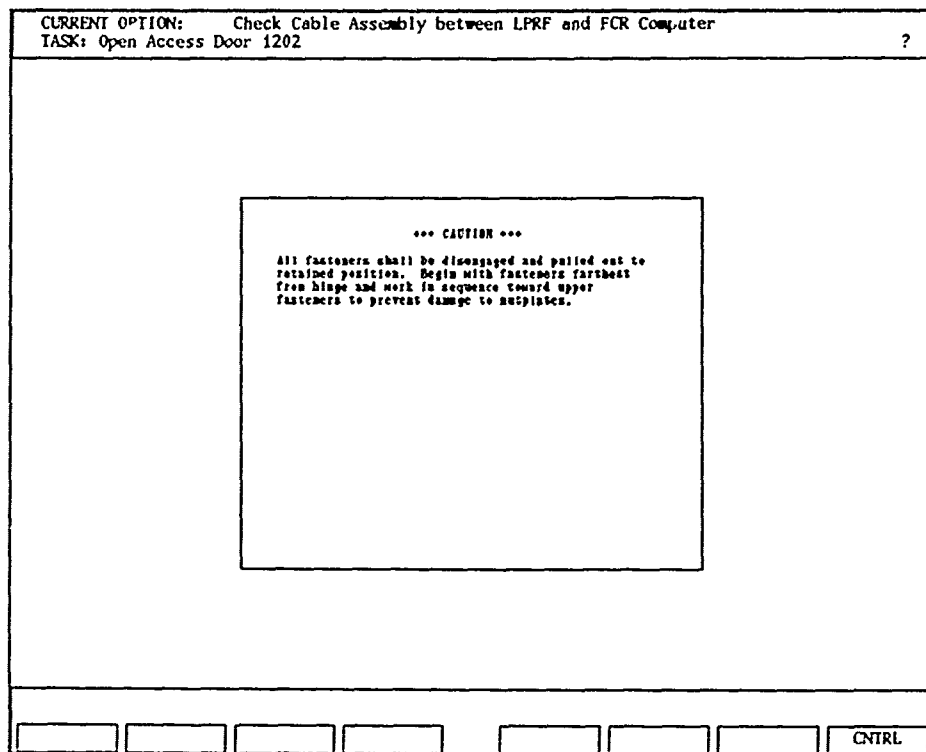 CURRENT OPTION: Check Cable Assembly between LPRF and FCR Computer
TASK: Open Access Door 1202 ?
*** CAUTION ***
All fasteners shall be disengaged and pulled out to
retained position. Begin with fasteners farthest
from hinge and work in sequence toward upper
fasteners to prevent damage to nutplates.
CNTRL